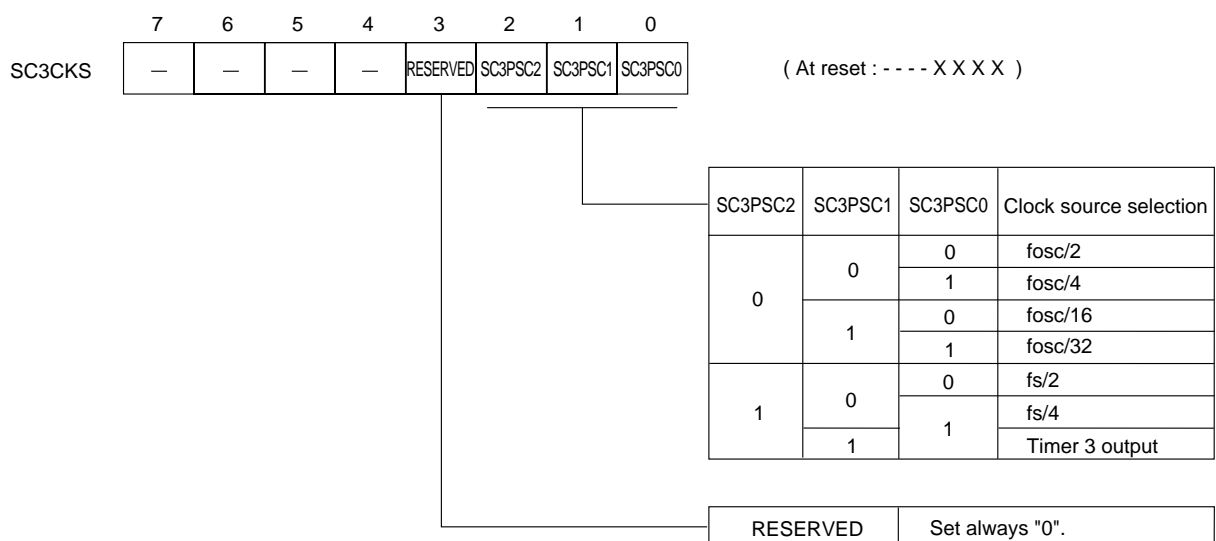 7 6 5 4 3 2 1 0
SC3CKS — — — — RESERVED SC3PSC2 SC3PSC1 SC3PSC0 ( At reset : - - - - X X X X )
SC3PSC2 SC3PSC1 SC3PSC0 Clock source selection
0 0 0 fosc/2
1 fosc/4
1 0 fosc/16
1 fosc/32
1 0 0 fs/2
1 fs/4
1 Timer 3 output
RESERVED Set always "0".